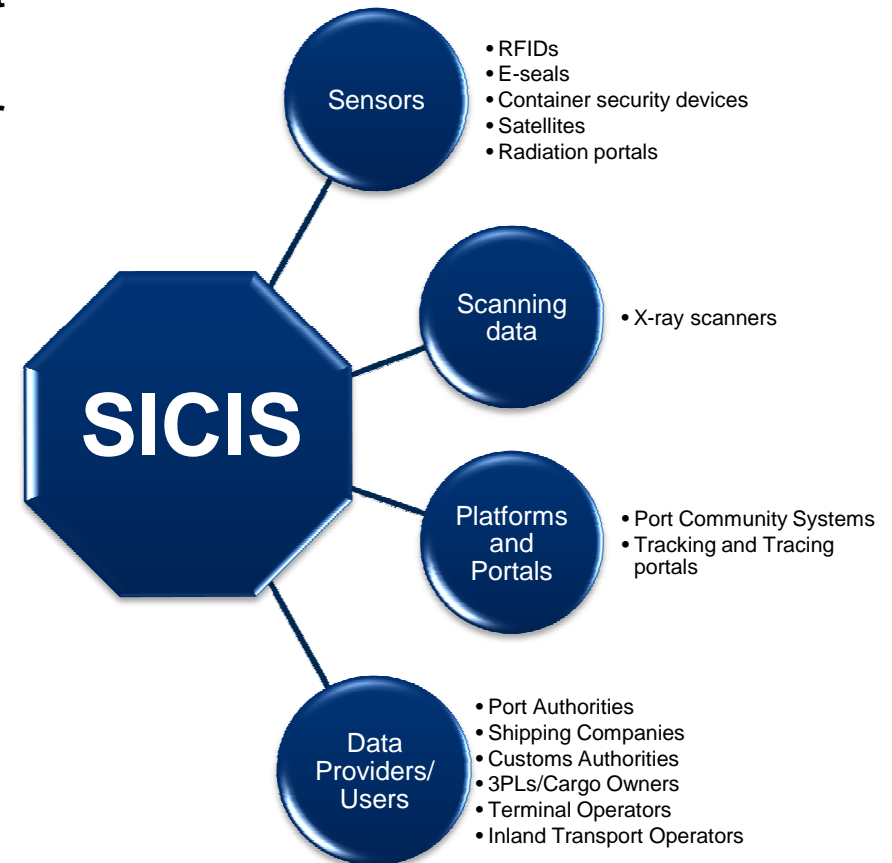 Sensors
• RFIDs
• E-seals
• Container security devices
• Satellites
• Radiation portals
SICIS
Scanning
data
• X-ray scanners
Platforms
and
Portals
• Port Community Systems
• Tracking and Tracing
portals
Data
Providers/
Users
• Port Authorities
• Shipping Companies
• Customs Authorities
• 3PLs/Cargo Owners
• Terminal Operators
• Inland Transport Operators